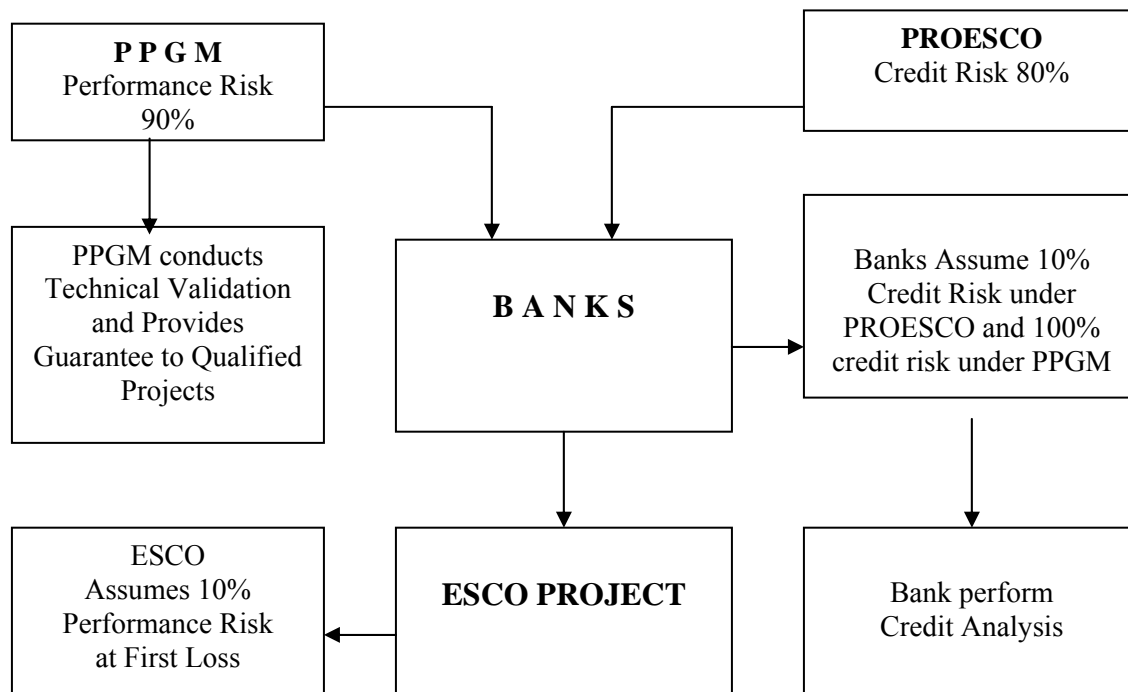 P P G M
Performance Risk
90%
PROESCO
Credit Risk 80%
PPGM conducts
Technical Validation
and Provides
Guarantee to Qualified
Projects
B A N K S
Banks Assume 10%
Credit Risk under
PROESCO and 100%
credit risk under PPGM
ESCO
Assumes 10%
Performance Risk
at First Loss
ESCO PROJECT
Bank perform
Credit Analysis